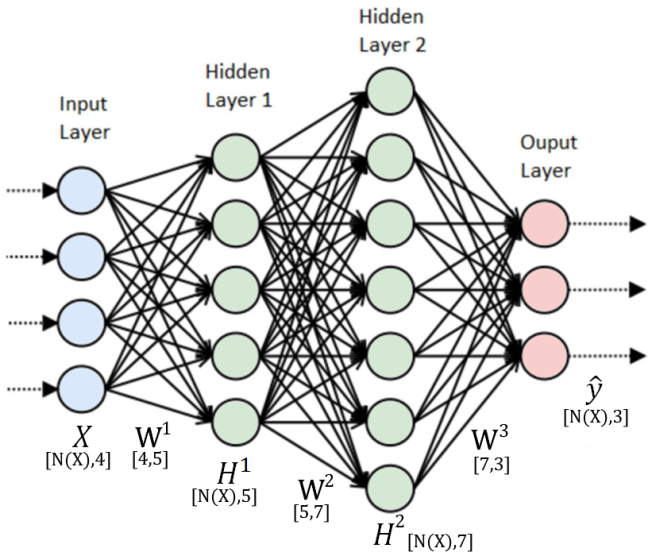 Hidden
Layer 2
Hidden
Layer 1
Input
Layer
Ouput
Layer
X
[N(X),4]
W¹
[4,5]
H¹
[N(X),5]
W²
[5,7]
H² [N(X),7]
W³
[7,3]
ŷ
[N(X),3]